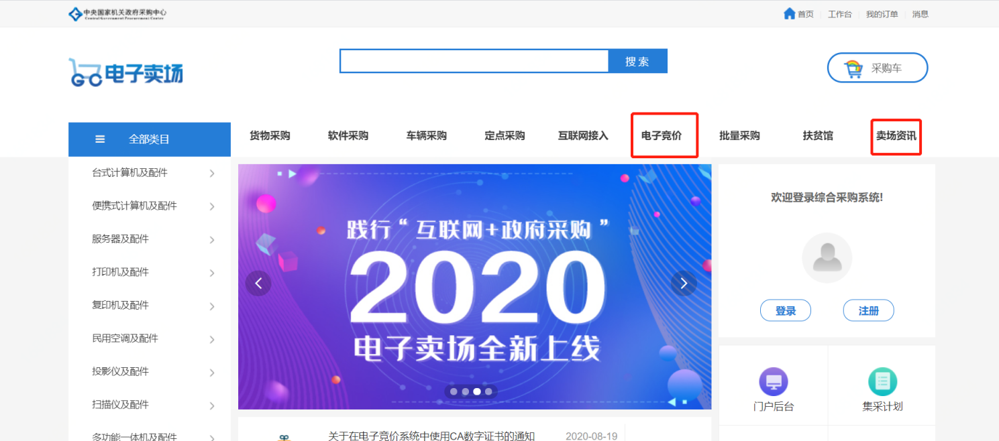 中央国家机关政府采购中心
Central Government Procurement Center
首页 工作台 我的订单 消息
电子卖场
搜 索
采购车
全部类目
货物采购 软件采购 车辆采购 定点采购 互联网接入 电子竞价 批量采购 扶贫馆 卖场资讯
台式计算机及配件
便携式计算机及配件
服务器及配件
打印机及配件
复印机及配件
民用空调及配件
投影仪及配件
扫描仪及配件
多功能一体机及配件
践行“互联网+政府采购”
2020
电子卖场全新上线
关于在电子竞价系统中使用CA数字证书的通知 2020-08-19
欢迎登录综合采购系统!
登录 注册
门户后台 集采计划